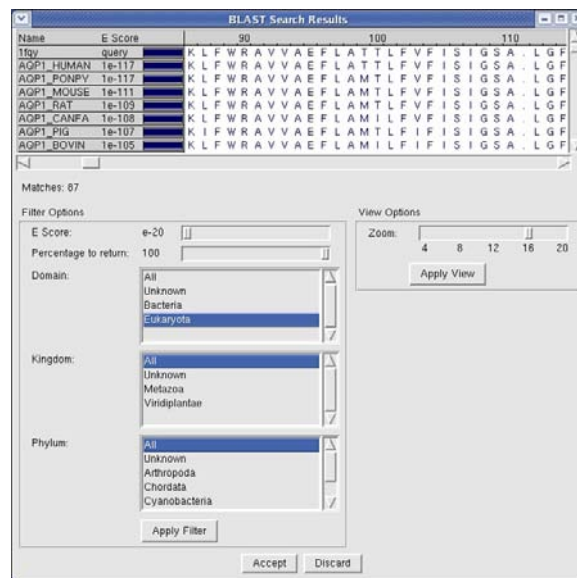 BLAST Search Results
Name E Score 90 100 110
1fqy query K L F W R A V V A E F L A T T L F V F I S I G S A . L G F
AQP1_HUMAN 1e-117 K L F W R A V V A E F L A T T L F V F I S I G S A . L G F
AQP1_PONPY 1e-117 K L F W R A V V A E F L A M T L F V F I S I G S A . L G F
AQP1_MOUSE 1e-111 K L F W R A V V A E F L A M T L F V F I S I G S A . L G F
AQP1_RAT 1e-109 K L F W R A V V A E F L A M T L F V F I S I G S A . L G F
AQP1_CANFA 1e-108 K L F W R A V V A E F L A M I L F I F I S I G S A . L G F
AQP1_PIG 1e-107 K I F W R A V V A E F L A M T L F V F I S I G S A . L G F
AQP1_BOVIN 1e-105 K L F W R A V V A E F L A M I L F I F I S I G S A . L G F
Matches: 87
Filter Options
E Score: e-20
Percentage to return: 100
Domain:
All
Unknown
Bacteria
Eukaryota
Kingdom:
All
Unknown
Metazoa
Viridiplantae
Phylum:
All
Unknown
Arthropoda
Chordata
Cyanobacteria
Apply Filter
View Options
Zoom:
4 8 12 16 20
Apply View
Accept Discard